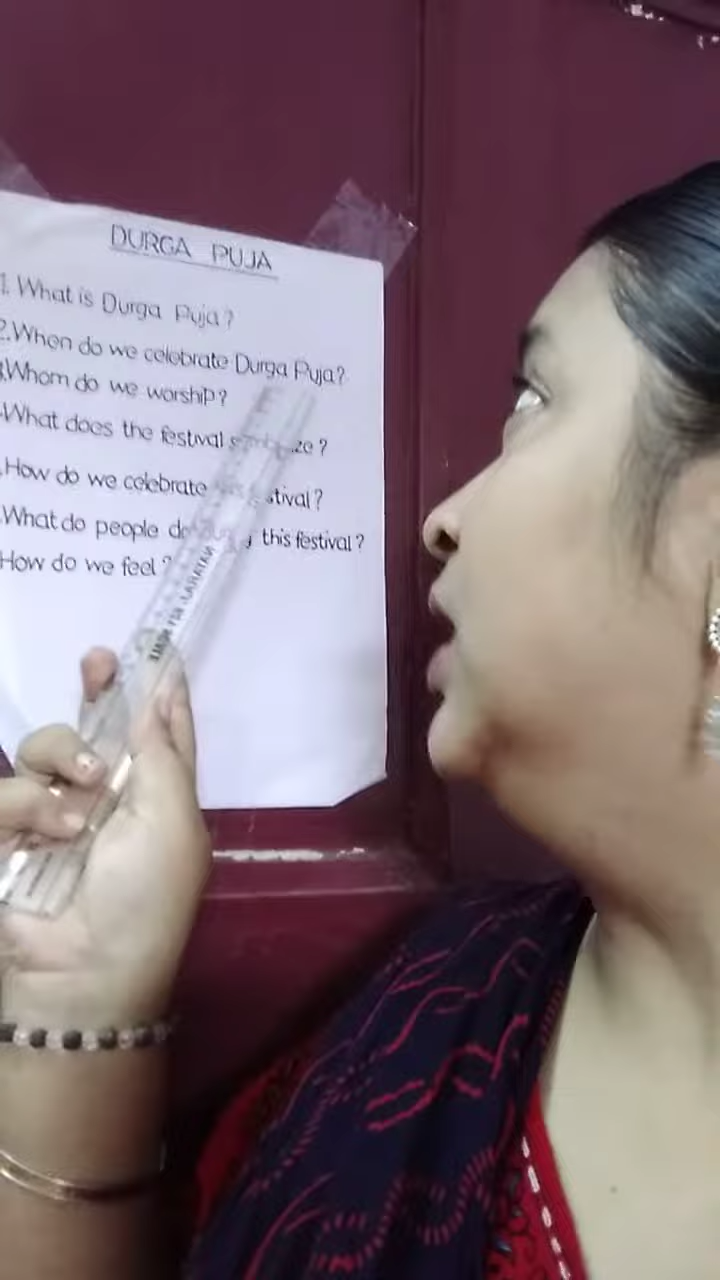 DURGA PUJA
1. What is Durga Puja?
2. When do we celebrate Durga Puja?
Whom do we worship?
What does the festival ?
How do we celebrate ?
What do people do this festival?
How do we feel?